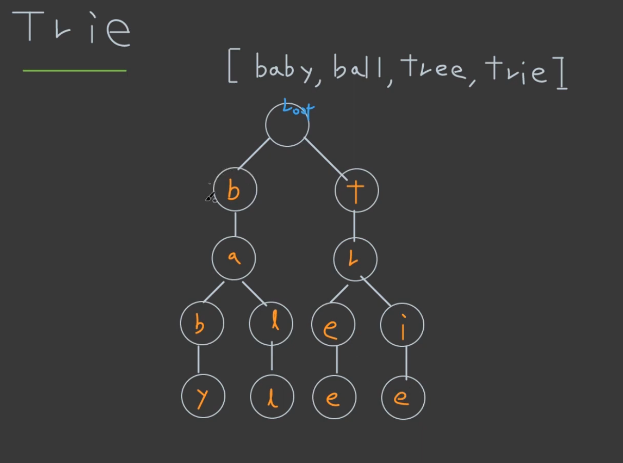 Trie
[ baby, ball, tree, trie ]
root
b t
a r
b l e i
y l e e